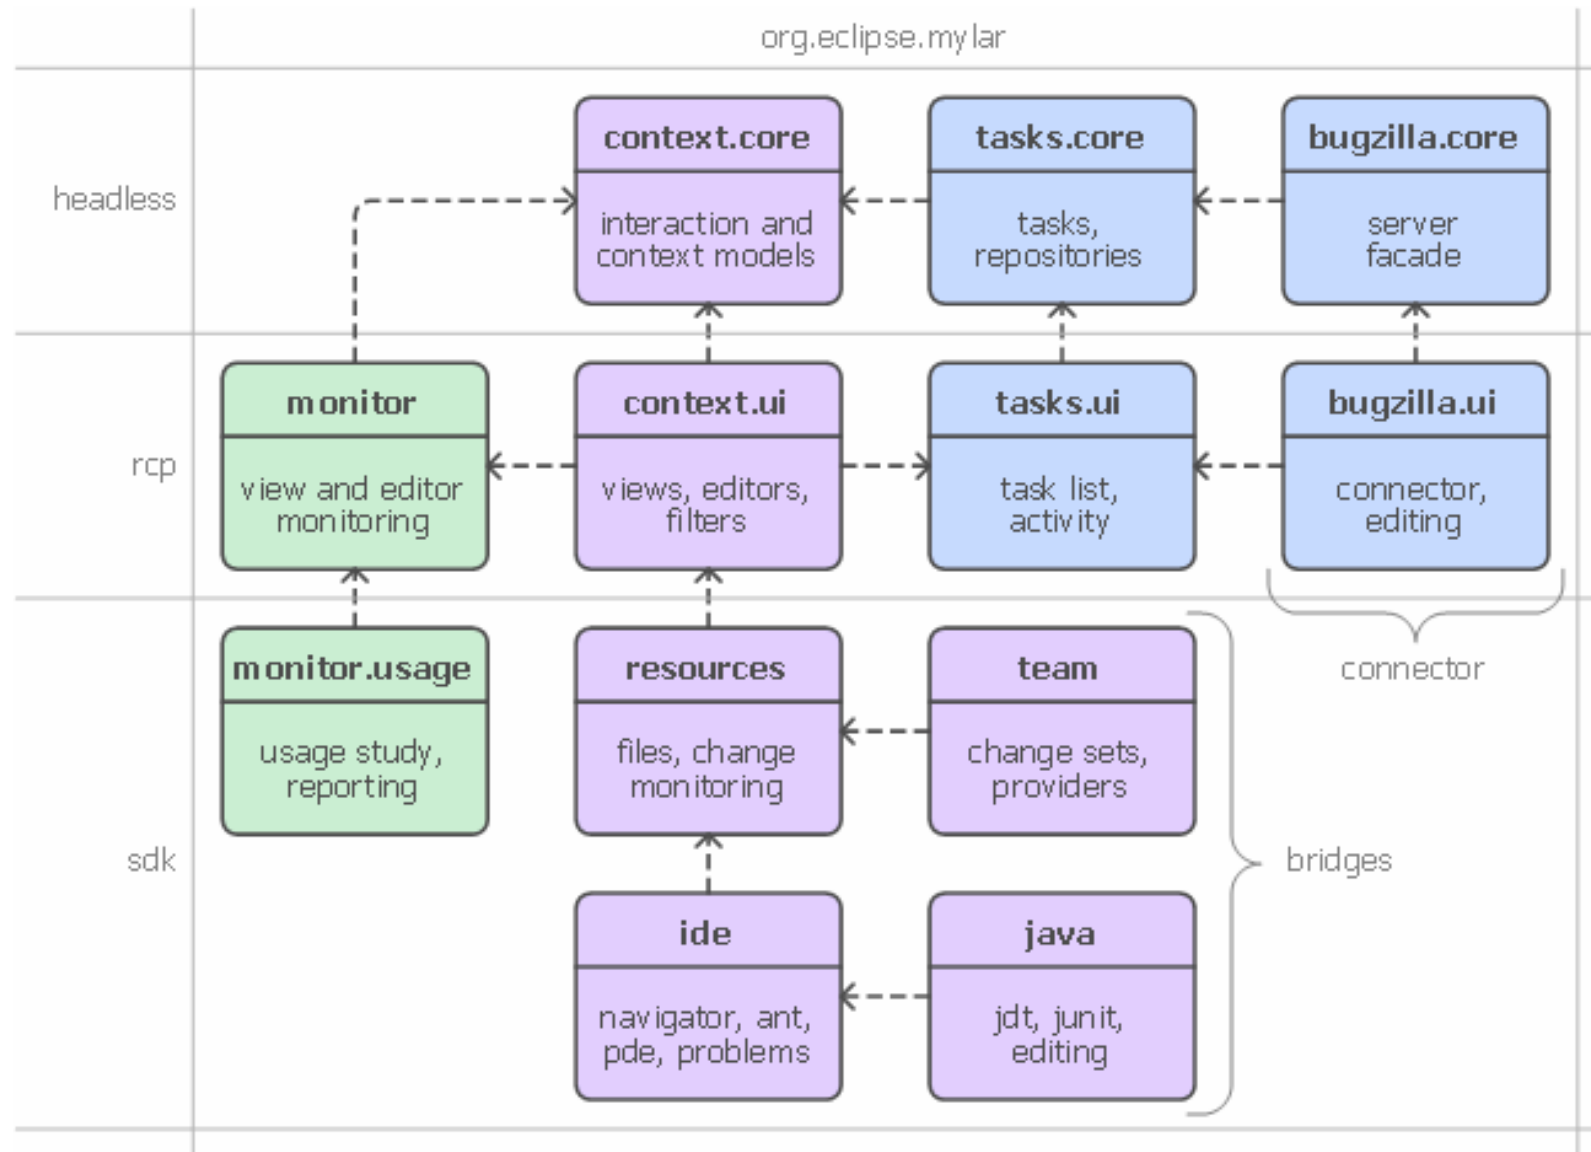 org.eclipse.mylar
headless
context.core
interaction and
context models
tasks.core
tasks,
repositories
bugzilla.core
server
facade
rcp
monitor
view and editor
monitoring
context.ui
views, editors,
filters
tasks.ui
task list,
activity
bugzilla.ui
connector,
editing
connector
sdk
monitor.usage
usage study,
reporting
resources
files, change
monitoring
team
change sets,
providers
bridges
ide
navigator, ant,
pde, problems
java
jdt, junit,
editing